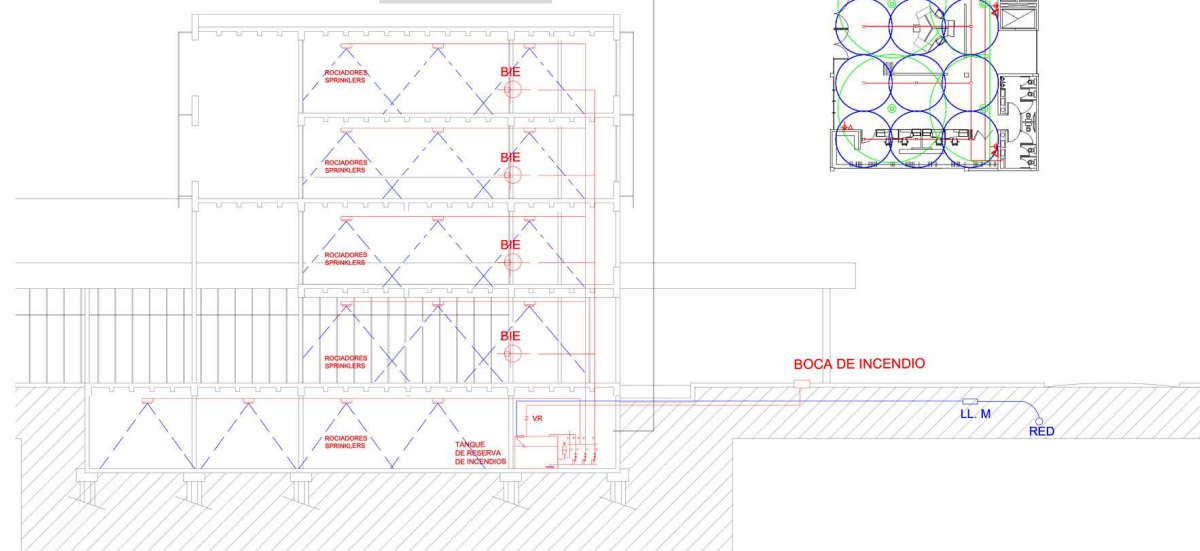 BIE
ROCIADORES
SPRINKLERS
BIE
ROCIADORES
SPRINKLERS
BIE
ROCIADORES
SPRINKLERS
BIE
ROCIADORES
SPRINKLERS
BOCA DE INCENDIO
VR
LL. M
RED
ROCIADORES
SPRINKLERS
TANQUE
DE RESERVA
DE INCENDIOS